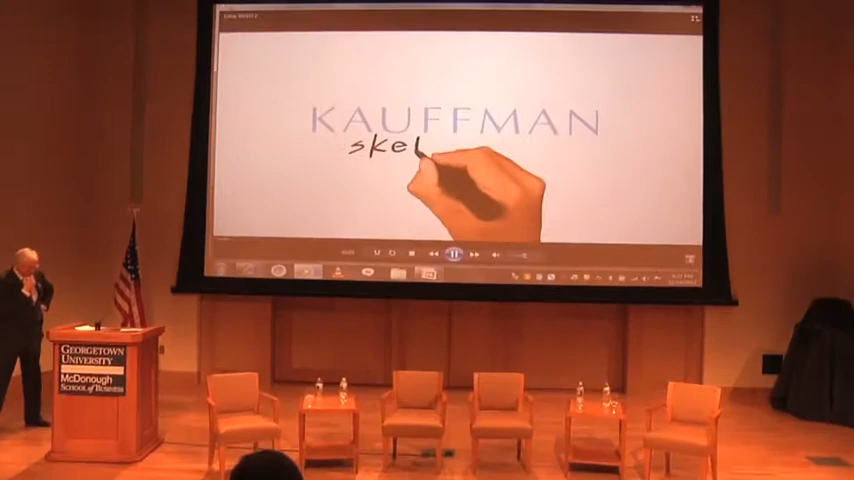 KAUFFMAN
skel
GEORGETOWN
UNIVERSITY
McDONOUGH
SCHOOL of BUSINESS